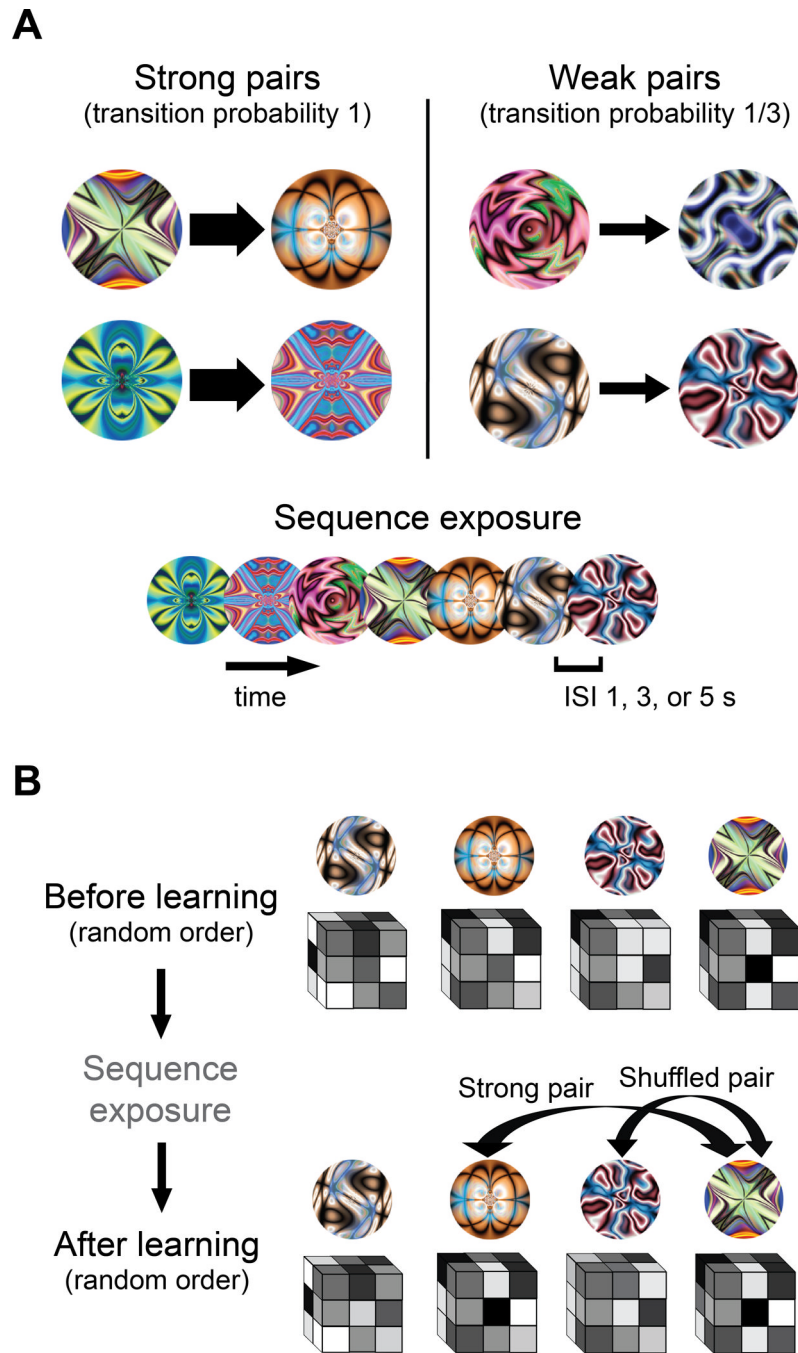 A
Strong pairs
(transition probability 1)
Weak pairs
(transition probability 1/3)
Sequence exposure
time
ISI 1, 3, or 5 s
B
Before learning
(random order)
Sequence
exposure
Strong pair
Shuffled pair
After learning
(random order)